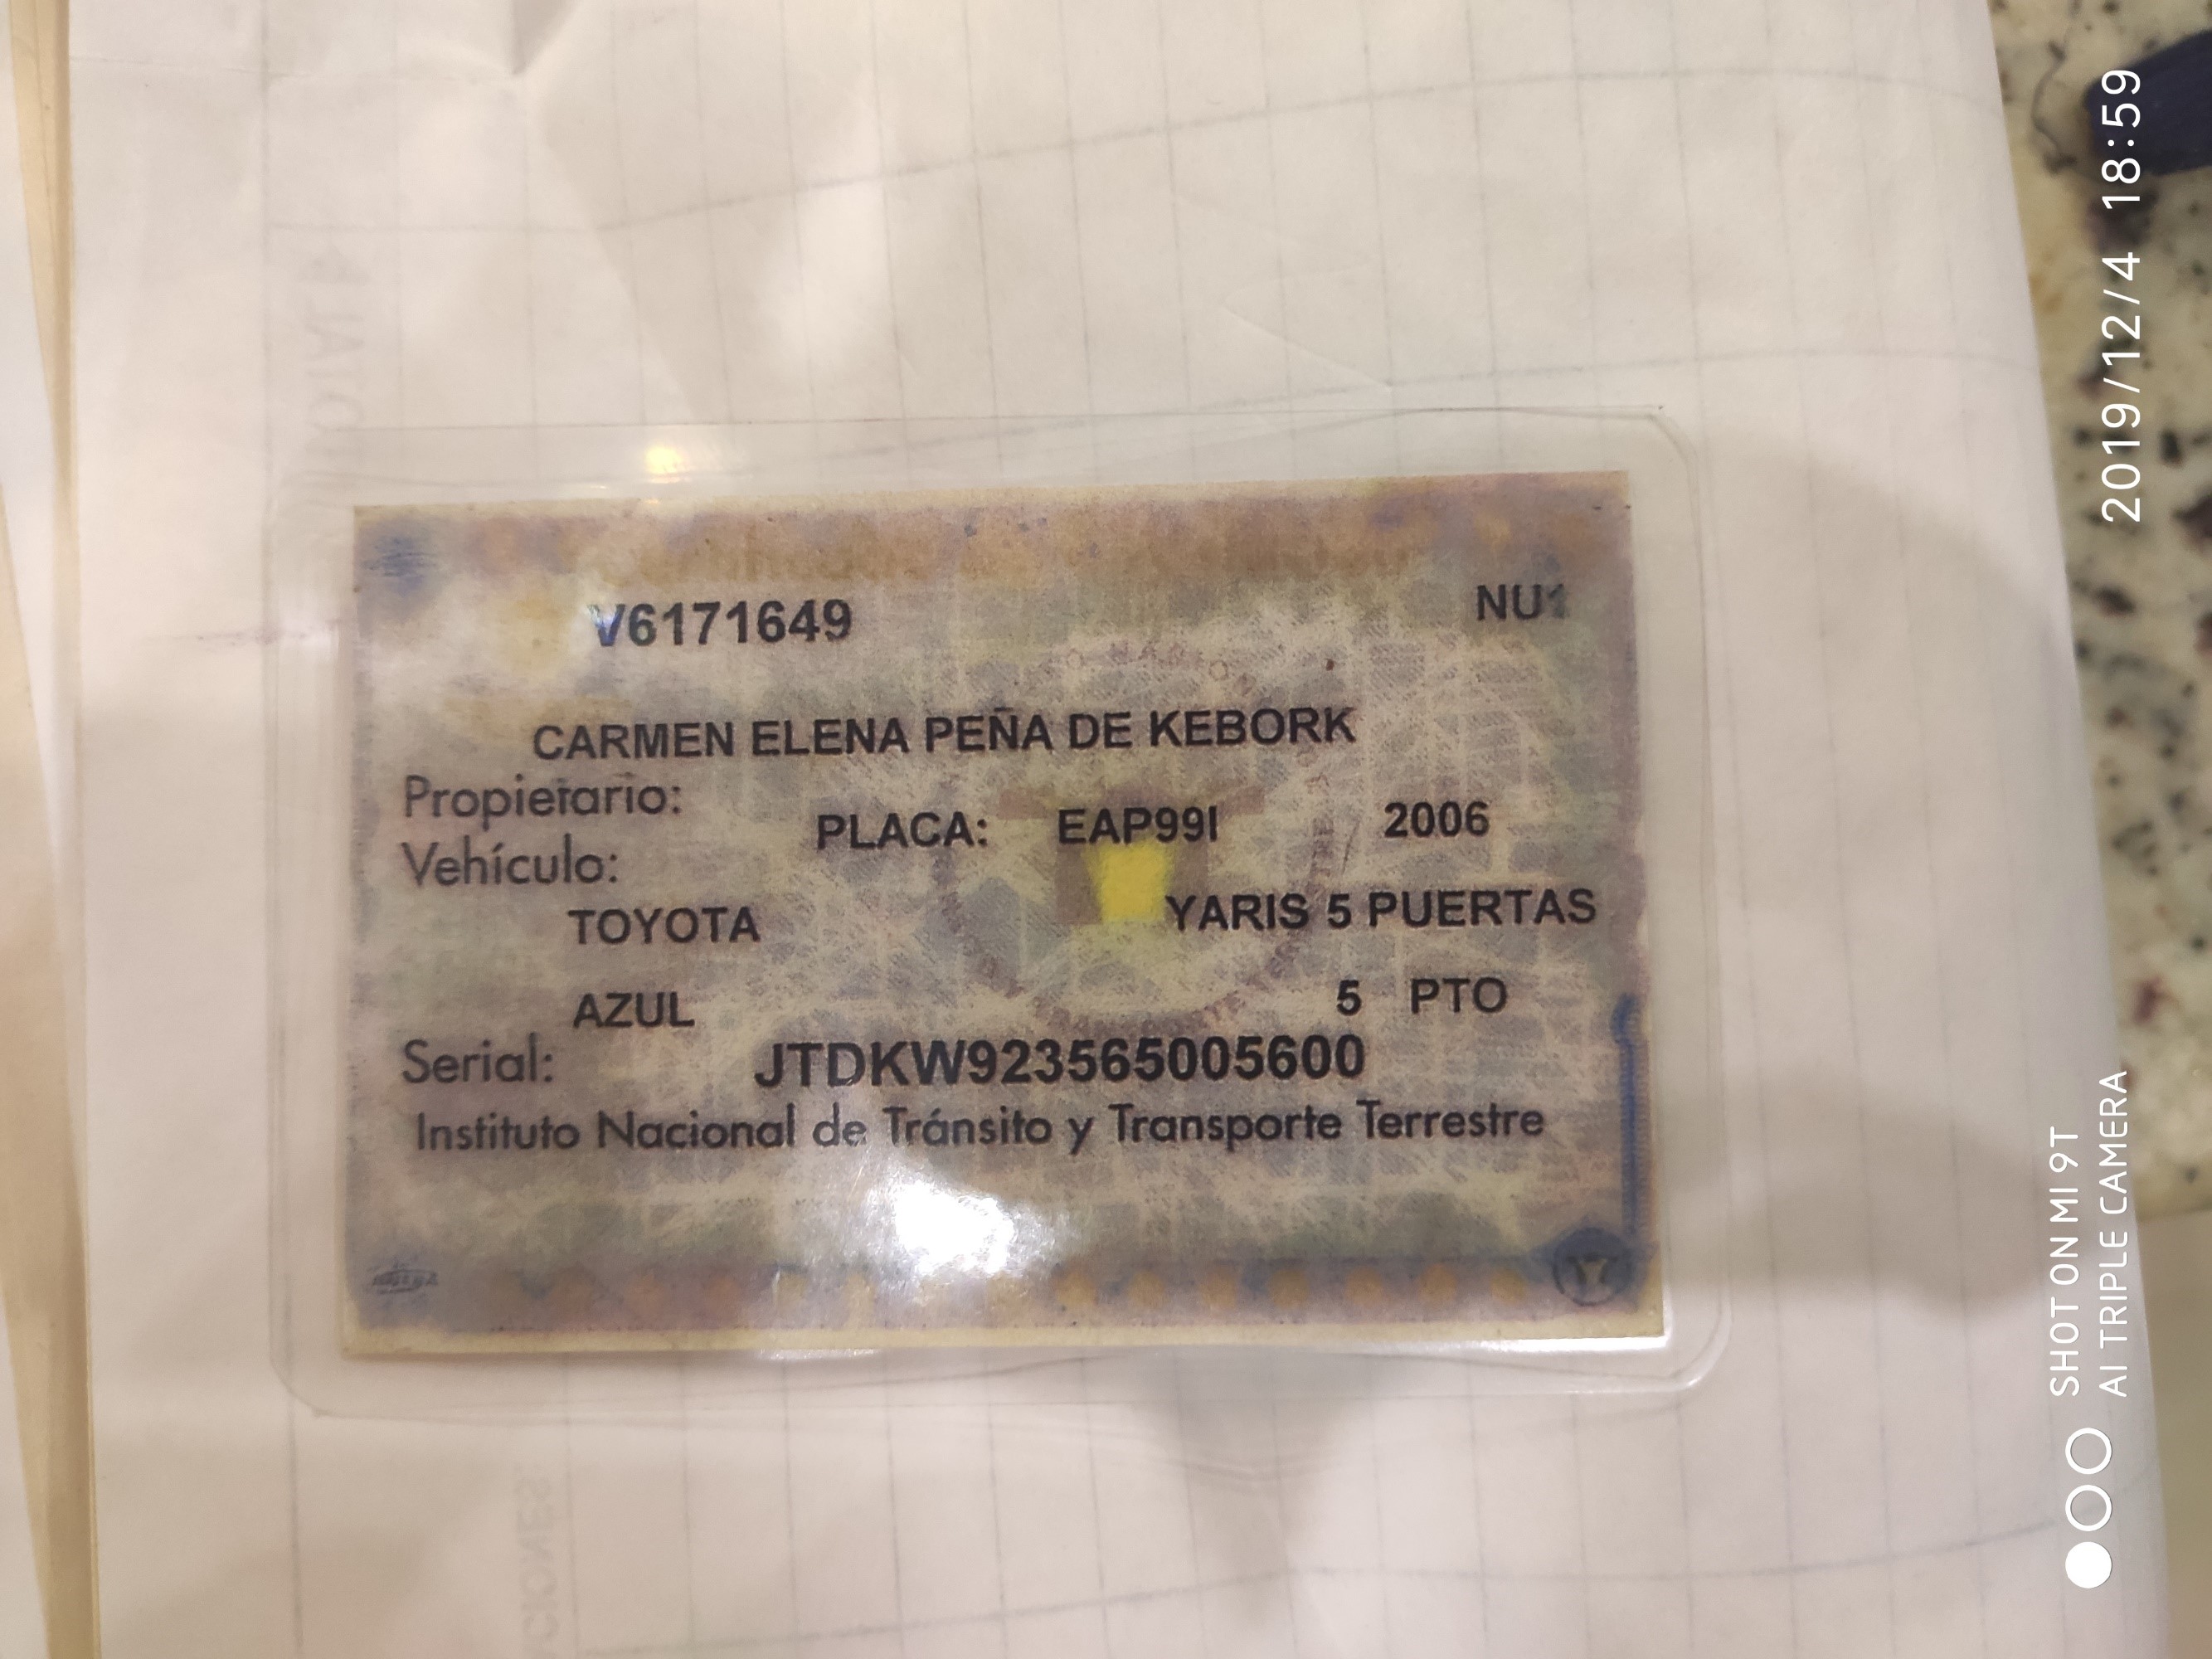 V6171649 NU1
CARMEN ELENA PEÑA DE KEBORK
Propietario:
PLACA: EAP99I 2006
Vehículo:
TOYOTA YARIS 5 PUERTAS
AZUL 5 PTO
Serial: JTDKW923565005600
Instituto Nacional de Tránsito y Transporte Terrestre
2019/12/4 18:59
SHOT ON MI 9T
AI TRIPLE CAMERA